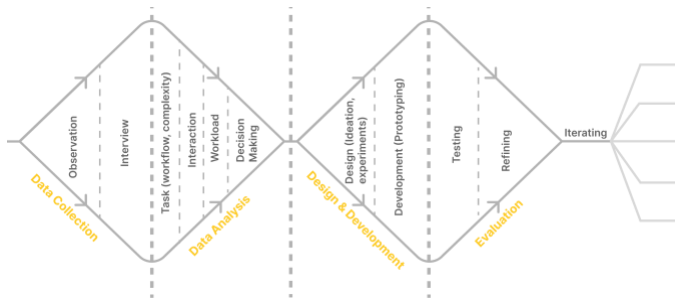 Observation
Interview
Task (workflow, complexity)
Interaction
Workload
Decision
Making
Design (Ideation,
experiments)
Development (Prototyping)
Testing
Refining
Iterating
Data Collection
Data Analysis
Design & Development
Evaluation